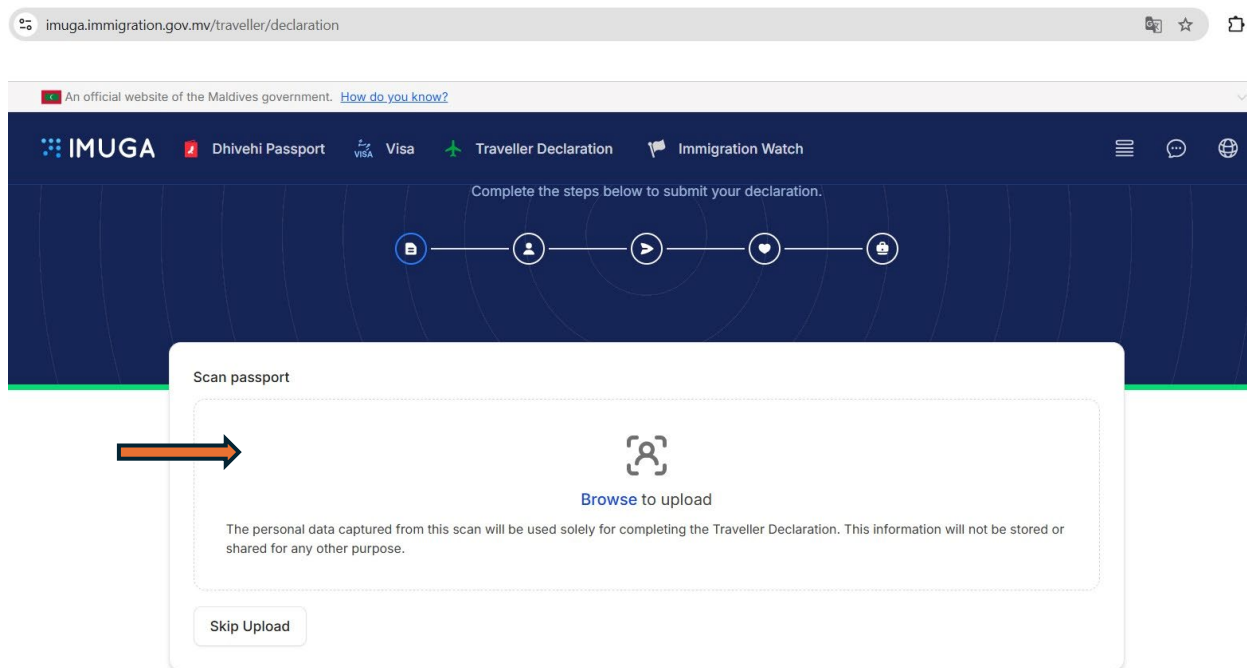 imuga.immigration.gov.mv/traveller/declaration
An official website of the Maldives government. How do you know?
IMUGA Dhivehi Passport VISA Visa Traveller Declaration Immigration Watch
Complete the steps below to submit your declaration.
Scan passport
Browse to upload
The personal data captured from this scan will be used solely for completing the Traveller Declaration. This information will not be stored or
shared for any other purpose.
Skip Upload